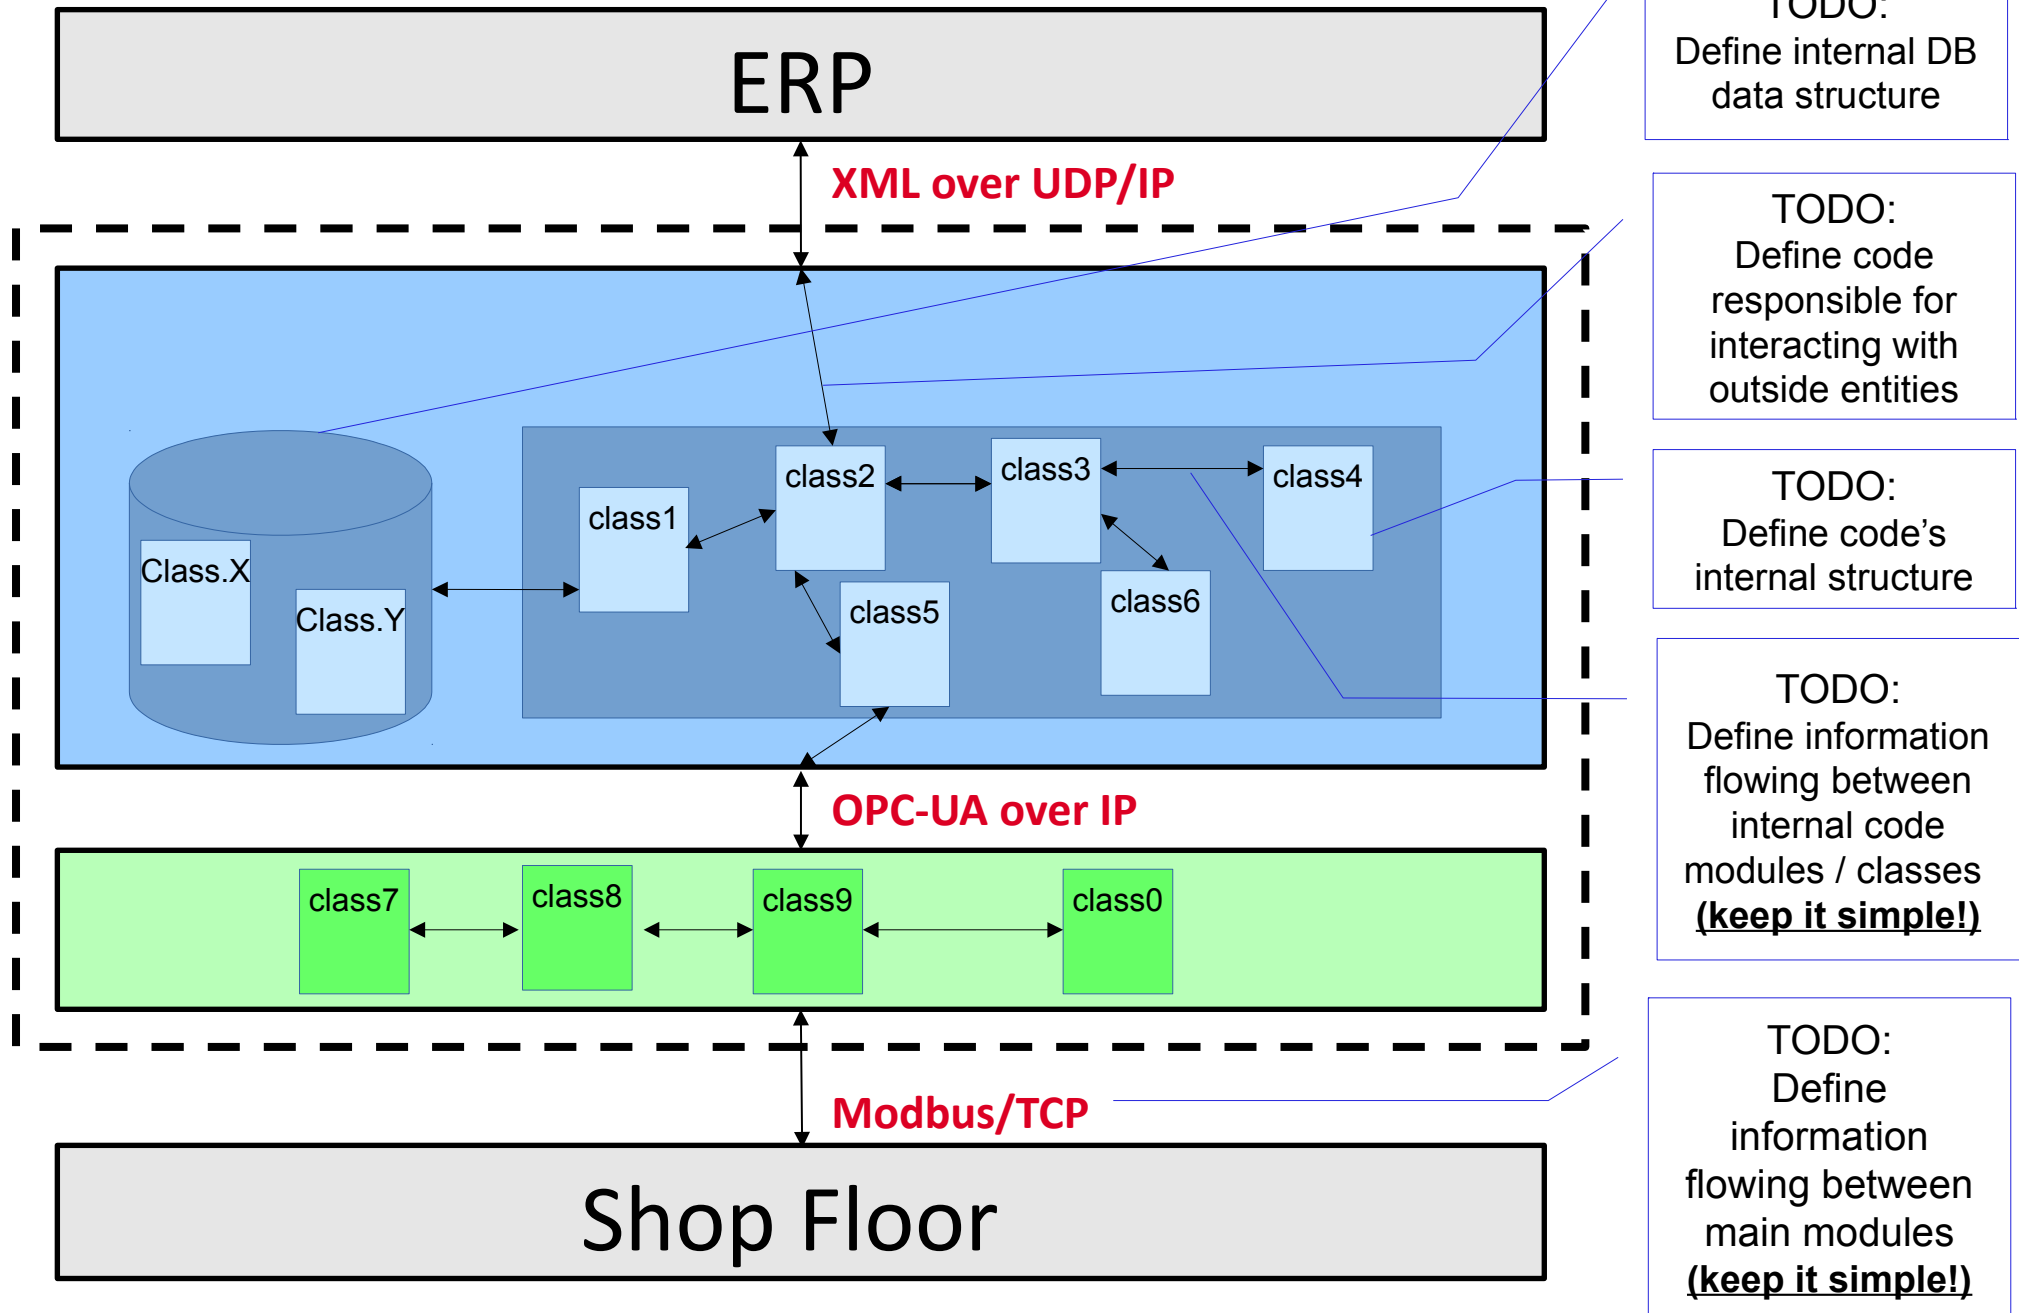 ERP
XML over UDP/IP
class2
class3
class4
class1
Class.X
Class.Y
class5
class6
OPC-UA over IP
class7
class8
class9
class0
Modbus/TCP
Shop Floor
TODO:
Define internal DB
data structure
TODO:
Define code
responsible for
interacting with
outside entities
TODO:
Define code’s
internal structure
TODO:
Define information
flowing between
internal code
modules / classes
(keep it simple!)
TODO:
Define
information
flowing between
main modules
(keep it simple!)